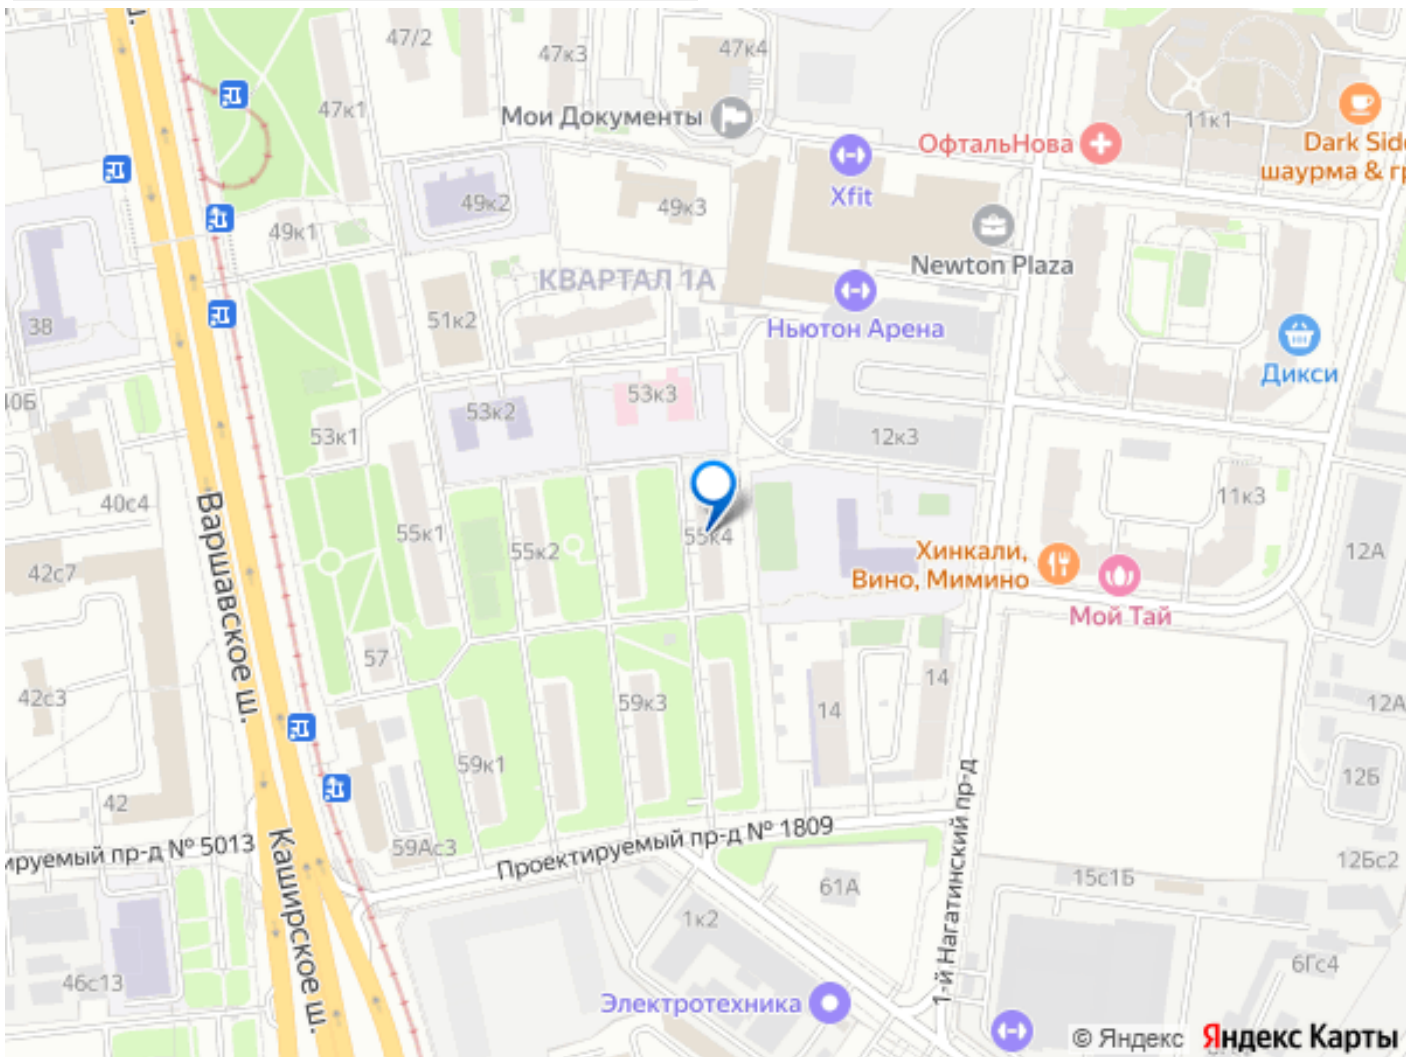 47/2
47к3
47к4
47к1
Мои Документы
ОфтальНова
11к1
Dark Side
шаурма & г
Xfit
49к2
49к3
49к1
Newton Plaza
КВАРТАЛ 1А
51к2
38
Ньютон Арена
Дикси
40Б
53к3
53к2
53к1
12к3
11к3
40с4
Варшавское ш.
55к1
55к2
55к4
Хинкали,
Вино, Мимино
12А
42с7
Мой Тай
57
14
14
42с3
59к3
12А
59к1
12Б
42
ируемый пр-д № 5013
59Ас3
Проектируемый пр-д № 1809
1-й Нагатинский пр-д
12Бс2
61А
15с1Б
Каширское ш.
1к2
6Гс4
46с13
Электротехника
© Яндекс Яндекс Карты